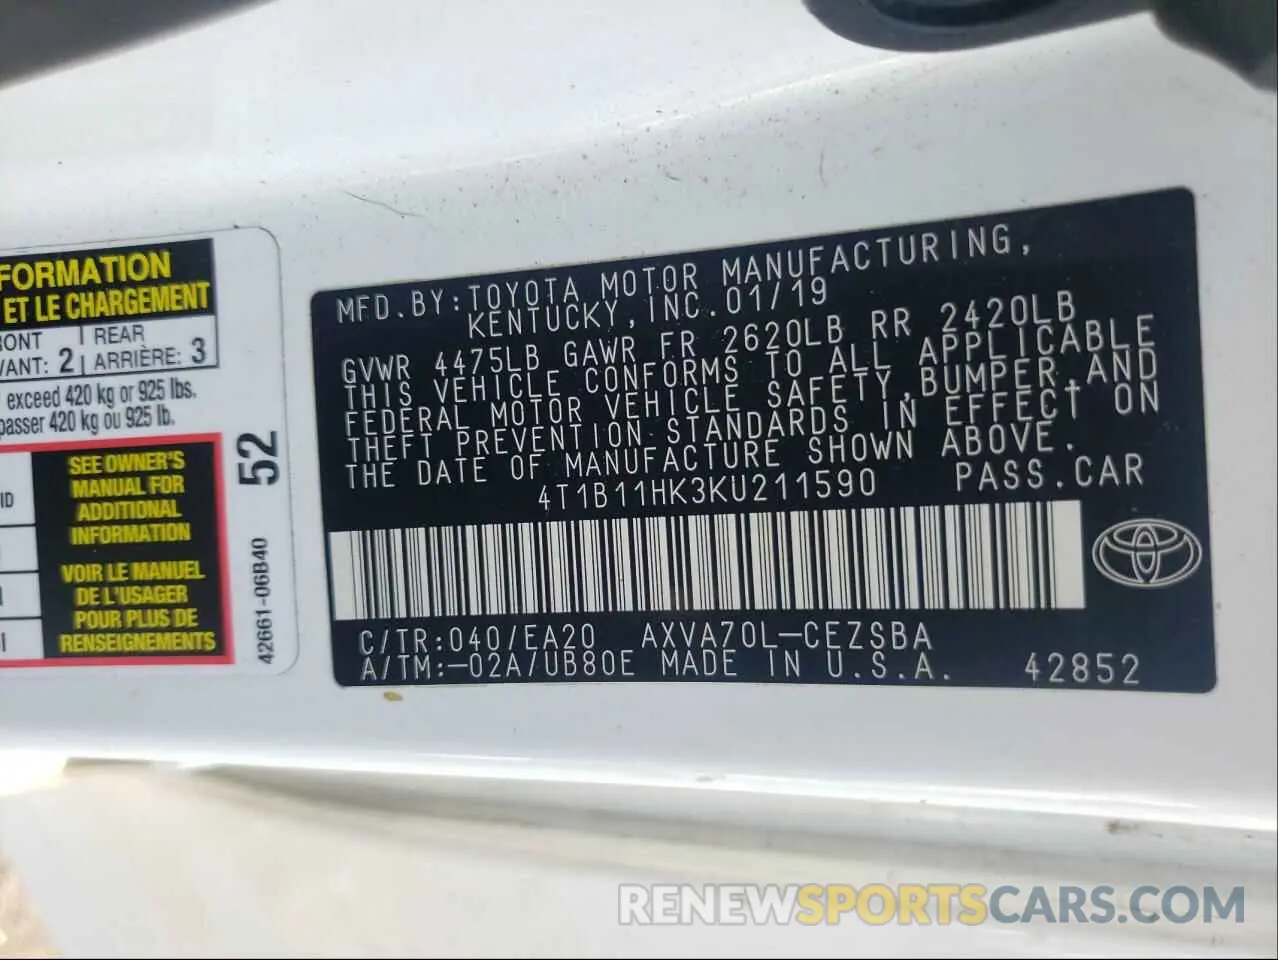 FORMATION
ET LE CHARGEMENT
RONT
REAR
VANT: 2
ARRIÈRE: 3
exceed 420 kg or 925 lbs.
passer 420 kg ou 925 lb.
SEE OWNER'S
MANUAL FOR
ADDITIONAL
INFORMATION
VOIR LE MANUEL
DE L'USAGER
POUR PLUS DE
RENSEIGNEMENTS
52
42661-06B40
MFD.BY:TOYOTA MOTOR MANUFACTURING,
KENTUCKY,INC.01/19
GVWR 4475LB GAWR FR 2620LB RR 2420LB
THIS VEHICLE CONFORMS TO ALL APPLICABLE
FEDERAL MOTOR VEHICLE SAFETY,BUMPER,AND
THEFT PREVENTION STANDARDS IN EFFECT ON
THE DATE OF MANUFACTURE SHOWN ABOVE.
4T1B11HK3KU211590 PASS.CAR
C/TR:040/EA20 AXVA70L-CEZSBA
A/TM:-02A/UB80E MADE IN U.S.A. 42852
RENEWSPORTSCARS.COM